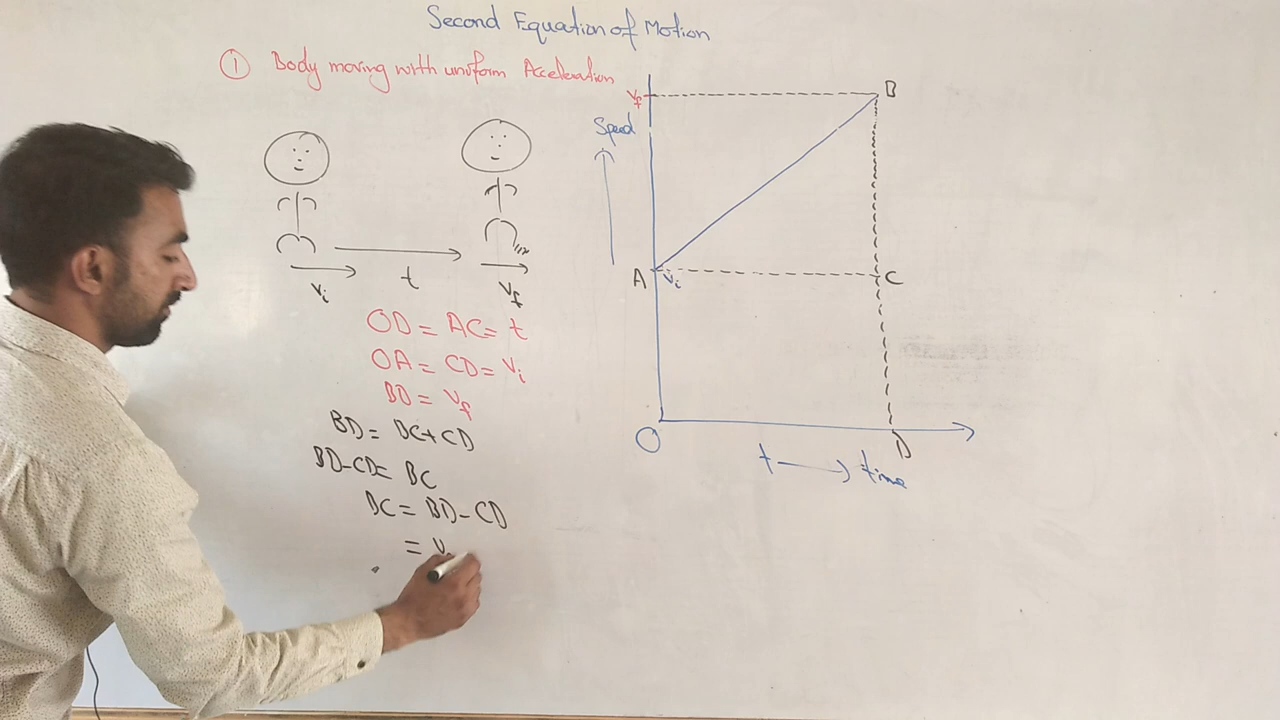 Second Equation of Motion
① Body moving with uniform Acceleration
vi
t
vf
OD = AC = t
OA = CD = vi
BD = vf
BD = BC + CD
BD - CD = BC
BC = BD - CD
= v
vf
B
Speed
A
vi
C
O
D
t → time